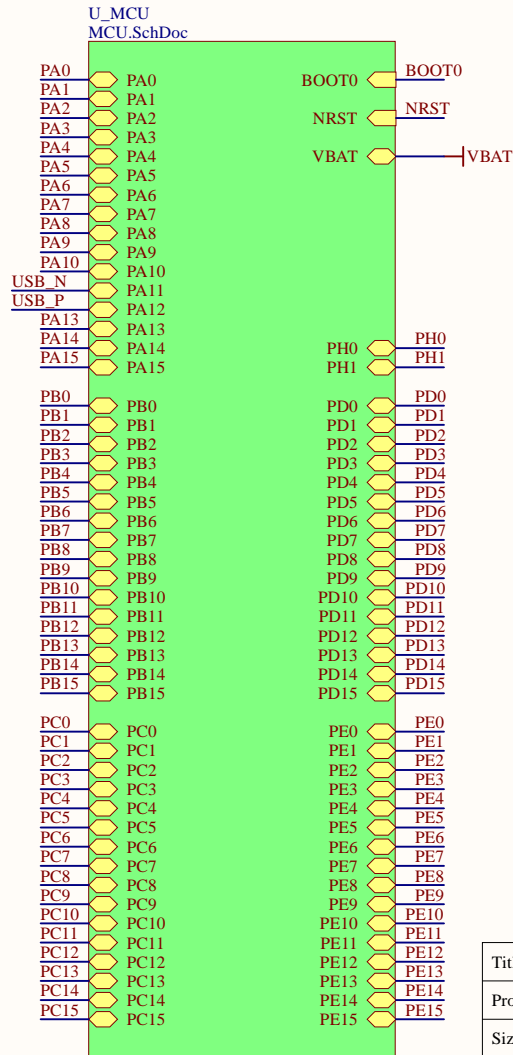 U_MCU
MCU.SchDoc
PA0 PA0 BOOT0 BOOT0
PA1 PA1
PA2 PA2 NRST NRST
PA3 PA3
PA4 PA4 VBAT VBAT
PA5 PA5
PA6 PA6
PA7 PA7
PA8 PA8
PA9 PA9
PA10 PA10
USB_N PA11
USB_P PA12
PA13 PA13
PA14 PA14 PH0 PH0
PA15 PA15 PH1 PH1
PB0 PB0 PD0 PD0
PB1 PB1 PD1 PD1
PB2 PB2 PD2 PD2
PB3 PB3 PD3 PD3
PB4 PB4 PD4 PD4
PB5 PB5 PD5 PD5
PB6 PB6 PD6 PD6
PB7 PB7 PD7 PD7
PB8 PB8 PD8 PD8
PB9 PB9 PD9 PD9
PB10 PB10 PD10 PD10
PB11 PB11 PD11 PD11
PB12 PB12 PD12 PD12
PB13 PB13 PD13 PD13
PB14 PB14 PD14 PD14
PB15 PB15 PD15 PD15
PC0 PC0 PE0 PE0
PC1 PC1 PE1 PE1
PC2 PC2 PE2 PE2
PC3 PC3 PE3 PE3
PC4 PC4 PE4 PE4
PC5 PC5 PE5 PE5
PC6 PC6 PE6 PE6
PC7 PC7 PE7 PE7
PC8 PC8 PE8 PE8
PC9 PC9 PE9 PE9
PC10 PC10 PE10 PE10
PC11 PC11 PE11 PE11
PC12 PC12 PE12 PE12
PC13 PC13 PE13 PE13
PC14 PC14 PE14 PE14
PC15 PC15 PE15 PE15
Tit
Pro
Siz